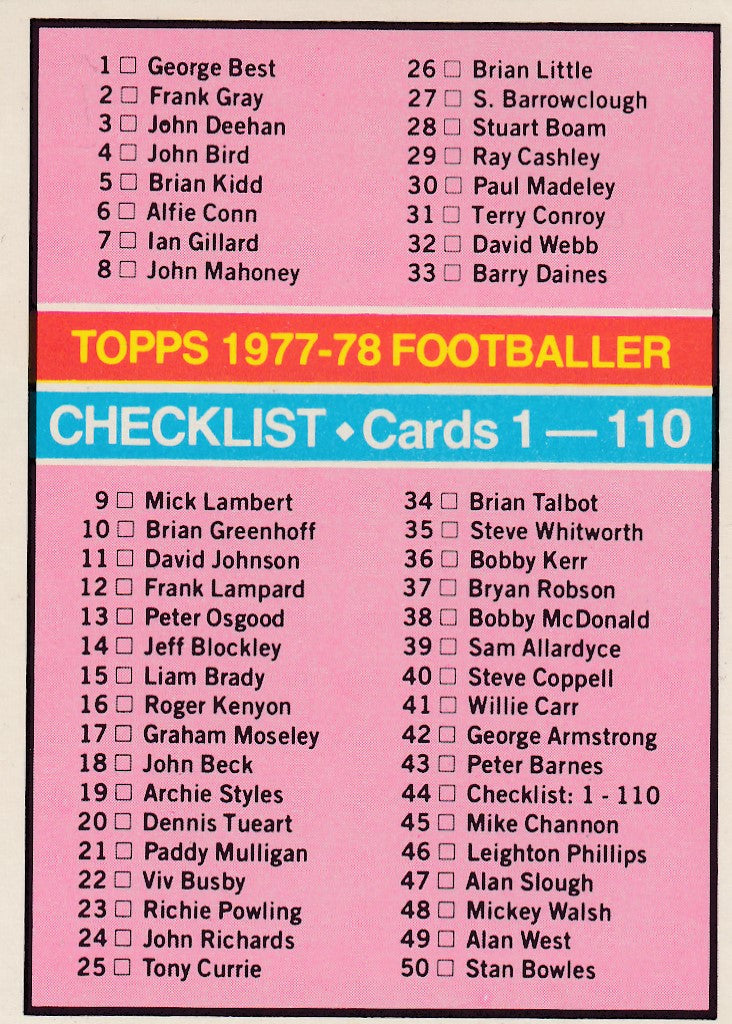 1 □ George Best
2 □ Frank Gray
3 □ John Deehan
4 □ John Bird
5 □ Brian Kidd
6 □ Alfie Conn
7 □ Ian Gillard
8 □ John Mahoney
26 □ Brian Little
27 □ S. Barrowclough
28 □ Stuart Boam
29 □ Ray Cashley
30 □ Paul Madeley
31 □ Terry Conroy
32 □ David Webb
33 □ Barry Daines
TOPPS 1977-78 FOOTBALLER
CHECKLIST ◆ Cards 1 — 110
9 □ Mick Lambert
10 □ Brian Greenhoff
11 □ David Johnson
12 □ Frank Lampard
13 □ Peter Osgood
14 □ Jeff Blockley
15 □ Liam Brady
16 □ Roger Kenyon
17 □ Graham Moseley
18 □ John Beck
19 □ Archie Styles
20 □ Dennis Tueart
21 □ Paddy Mulligan
22 □ Viv Busby
23 □ Richie Powling
24 □ John Richards
25 □ Tony Currie
34 □ Brian Talbot
35 □ Steve Whitworth
36 □ Bobby Kerr
37 □ Bryan Robson
38 □ Bobby McDonald
39 □ Sam Allardyce
40 □ Steve Coppell
41 □ Willie Carr
42 □ George Armstrong
43 □ Peter Barnes
44 □ Checklist: 1 - 110
45 □ Mike Channon
46 □ Leighton Phillips
47 □ Alan Slough
48 □ Mickey Walsh
49 □ Alan West
50 □ Stan Bowles